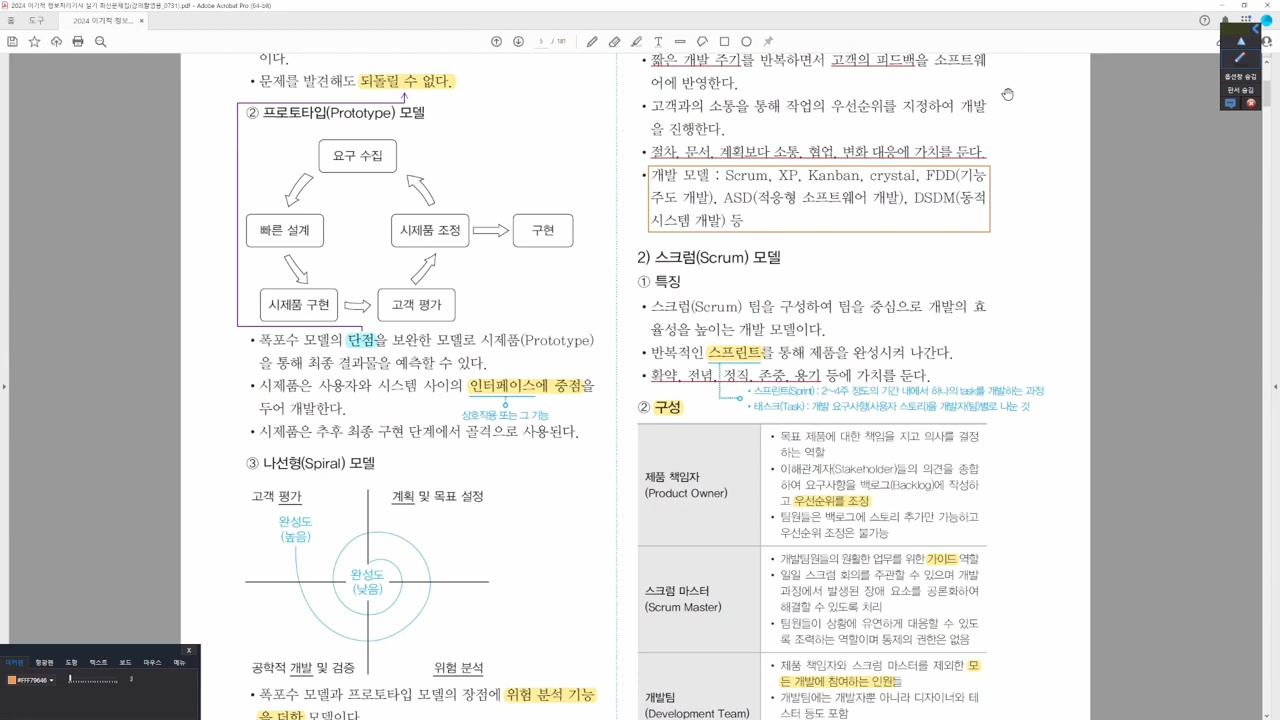 2024 이기적 정보처리기사 실기 최신문제집(강의촬영용_0731).pdf - Adobe Acrobat Pro (64-bit)
홈 도구 2024 이기적 정보... ×
/ 181
이다.
• 문제를 발견해도 되돌릴 수 없다.
② 프로토타입(Prototype) 모델
요구 수집
빠른 설계
시제품 조정
구현
시제품 구현
고객 평가
• 폭포수 모델의 단점을 보완한 모델로 시제품(Prototype)
을 통해 최종 결과물을 예측할 수 있다.
• 시제품은 사용자와 시스템 사이의 인터페이스에 중점을
두어 개발한다.
상호작용 또는 그 기능
• 시제품은 추후 최종 구현 단계에서 골격으로 사용된다.
③ 나선형(Spiral) 모델
고객 평가
계획 및 목표 설정
완성도
(높음)
완성도
(낮음)
공학적 개발 및 검증
위험 분석
• 폭포수 모델과 프로토타입 모델의 장점에 위험 분석 기능
을 더한 모델이다.
• 짧은 개발 주기를 반복하면서 고객의 피드백을 소프트웨
어에 반영한다.
• 고객과의 소통을 통해 작업의 우선순위를 지정하여 개발
을 진행한다.
• 절차, 문서, 계획보다 소통, 협업, 변화 대응에 가치를 둔다.
• 개발 모델 : Scrum, XP, Kanban, crystal, FDD(기능
주도 개발), ASD(적응형 소프트웨어 개발), DSDM(동적
시스템 개발) 등
2) 스크럼(Scrum) 모델
① 특징
• 스크럼(Scrum) 팀을 구성하여 팀을 중심으로 개발의 효
율성을 높이는 개발 모델이다.
• 반복적인 스프린트를 통해 제품을 완성시켜 나간다.
• 확약, 전념, 정직, 존중, 용기 등에 가치를 둔다.
• 스프린트(Sprint) : 2~4주 정도의 기간 내에서 하나의 task를 개발하는 과정
• 태스크(Task) : 개발 요구사항(사용자 스토리)을 개발자(팀)별로 나눈 것
② 구성
제품 책임자
(Product Owner)
• 목표 제품에 대한 책임을 지고 의사를 결정
하는 역할
• 이해관계자(Stakeholder)들의 의견을 종합
하여 요구사항을 백로그(Backlog)에 작성하
고 우선순위를 조정
• 팀원들은 백로그에 스토리 추가만 가능하고
우선순위 조정은 불가능
스크럼 마스터
(Scrum Master)
• 개발팀원들의 원활한 업무를 위한 가이드 역할
• 일일 스크럼 회의를 주관할 수 있으며 개발
과정에서 발생된 장애 요소를 공론화하여
해결할 수 있도록 처리
• 팀원들이 상황에 유연하게 대응할 수 있도
록 조력하는 역할이며 통제의 권한은 없음
개발팀
(Development Team)
• 제품 책임자와 스크럼 마스터를 제외한 모
든 개발에 참여하는 인원들
• 개발팀에는 개발자뿐 아니라 디자이너와 테
스터 등도 포함
옵션창 숨김
판서 숨김
X
형광펜 도형 텍스트 보드 마우스 메뉴
#FFF79646 3